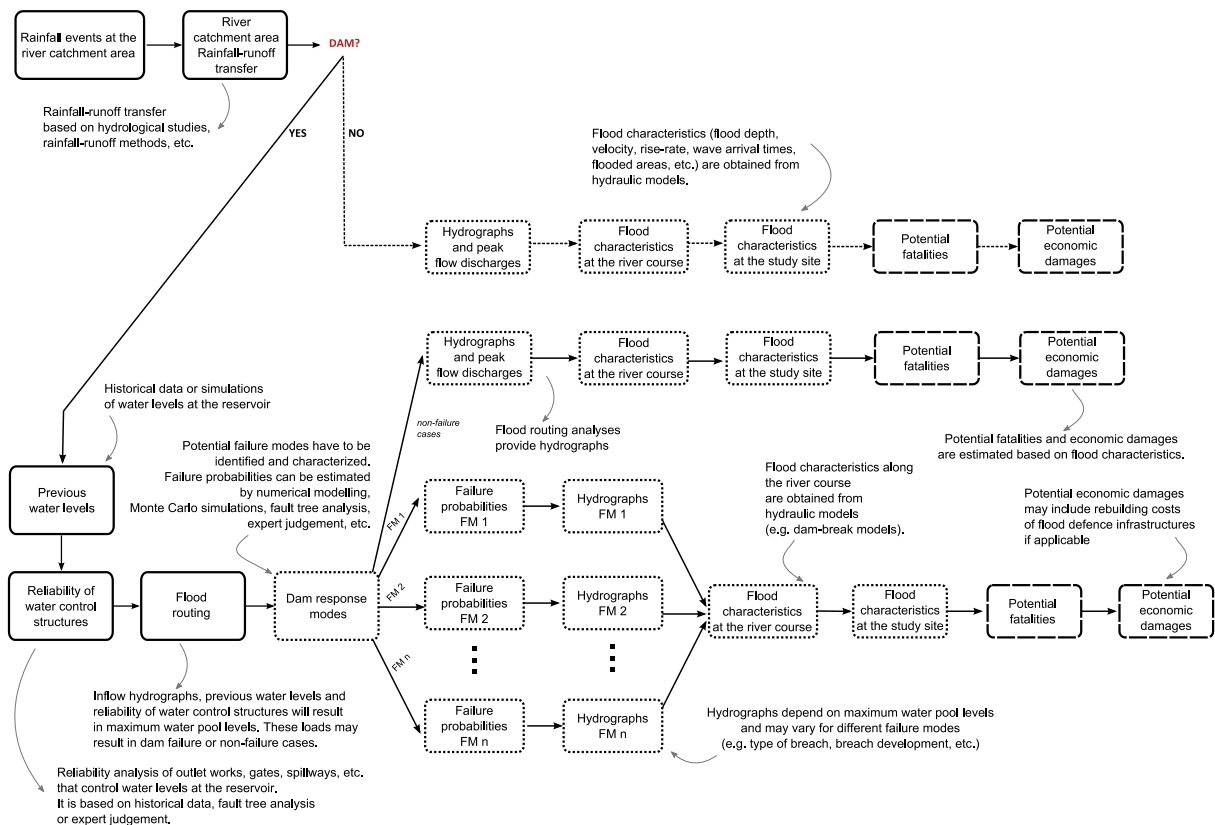 Rainfall events at the
river catchment area
River
catchment area
Rainfall-runoff
transfer
DAM?
Rainfall-runoff transfer
based on hydrological studies,
rainfall-runoff methods, etc.
YES
NO
Flood characteristics (flood depth,
velocity, rise-rate, wave arrival times,
flooded areas, etc.) are obtained from
hydraulic models.
Hydrographs
and peak
flow discharges
Flood
characteristics
at the river course
Flood
characteristics
at the study site
Potential
fatalities
Potential
economic
damages
Hydrographs
and peak
flow discharges
Flood
characteristics
at the river course
Flood
characteristics
at the study site
Potential
fatalities
Potential
economic
damages
Historical data or simulations
of water levels at the reservoir
non-failure
cases
Flood routing analyses
provide hydrographs
Potential fatalities and economic damages
are estimated based on flood characteristics.
Potential failure modes have to be
identified and characterized.
Failure probabilities can be estimated
by numerical modelling,
Monte Carlo simulations, fault tree analysis,
expert judgement, etc.
Flood characteristics along
the river course
are obtained from
hydraulic models
(e.g. dam-break models).
Potential economic damages
may include rebuilding costs
of flood defence infrastructures
if applicable
Previous
water levels
FM 1
Failure
probabilities
FM 1
Hydrographs
FM 1
Reliability of
water control
structures
Flood
routing
Dam response
modes
FM 2
Failure
probabilities
FM 2
Hydrographs
FM 2
Flood
characteristics
at the river course
Flood
characteristics
at the study site
Potential
fatalities
Potential
economic
damages
FM n
Failure
probabilities
FM n
Hydrographs
FM n
Inflow hydrographs, previous water levels and
reliability of water control structures will result
in maximum water pool levels. These loads may
result in dam failure or non-failure cases.
Hydrographs depend on maximum water pool levels
and may vary for different failure modes
(e.g. type of breach, breach development, etc.)
Reliability analysis of outlet works, gates, spillways, etc.
that control water levels at the reservoir.
It is based on historical data, fault tree analysis
or expert judgement.